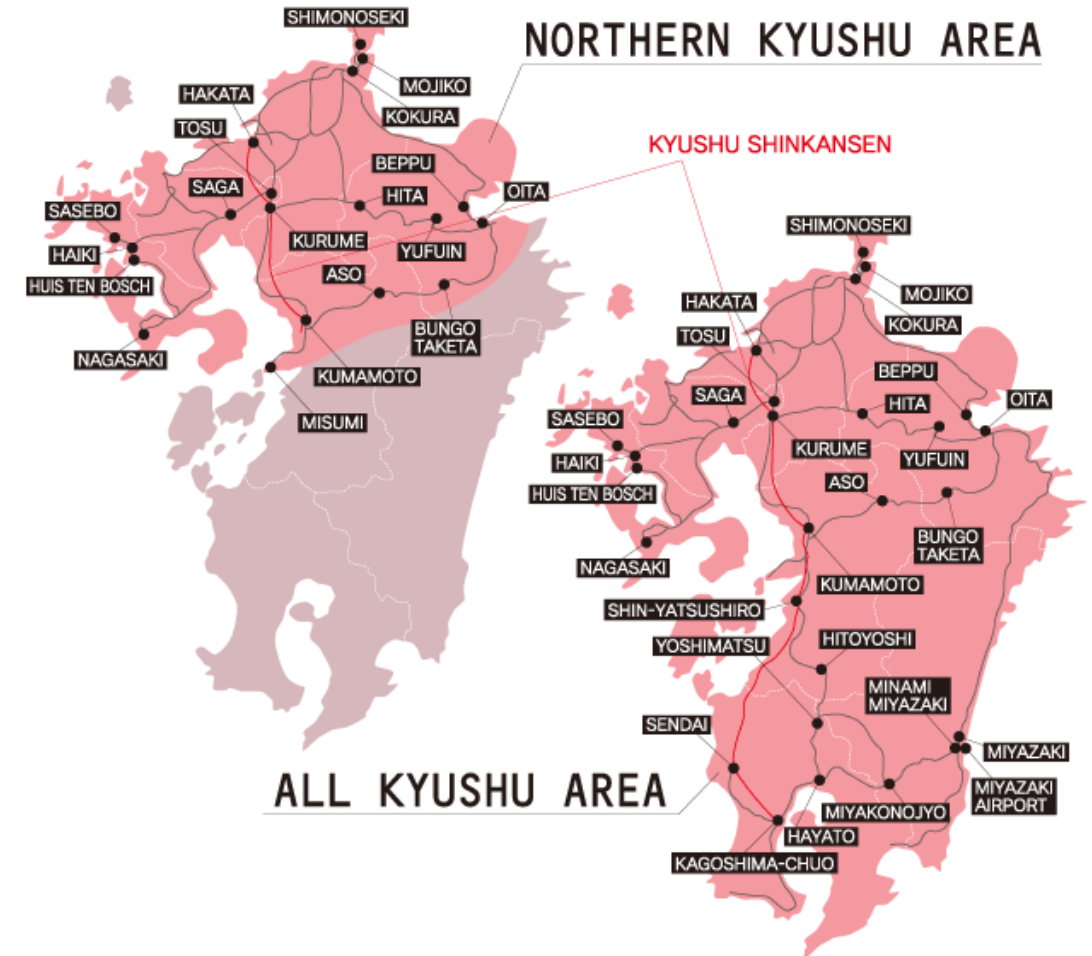 NORTHERN KYUSHU AREA
SHIMONOSEKI
MOJIKO
KOKURA
HAKATA
TOSU
KYUSHU SHINKANSEN
BEPPU
SAGA
HITA
OITA
SASEBO
KURUME
YUFUIN
HAIKI
ASO
HUIS TEN BOSCH
BUNGO
TAKETA
NAGASAKI
KUMAMOTO
MISUMI
ALL KYUSHU AREA
SHIMONOSEKI
MOJIKO
KOKURA
HAKATA
TOSU
BEPPU
SAGA
HITA
OITA
SASEBO
KURUME
YUFUIN
HAIKI
ASO
HUIS TEN BOSCH
BUNGO
TAKETA
NAGASAKI
KUMAMOTO
SHIN-YATSUSHIRO
YOSHIMATSU
HITOYOSHI
MINAMI
MIYAZAKI
SENDAI
MIYAZAKI
MIYAZAKI
AIRPORT
MIYAKONOJYO
HAYATO
KAGOSHIMA-CHUO